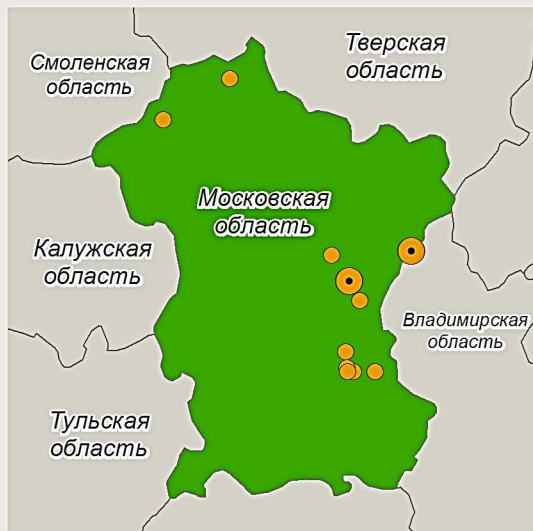 Смоленская
область
Тверская
область
Московская
область
Калужская
область
Владимирская
область
Тульская
область